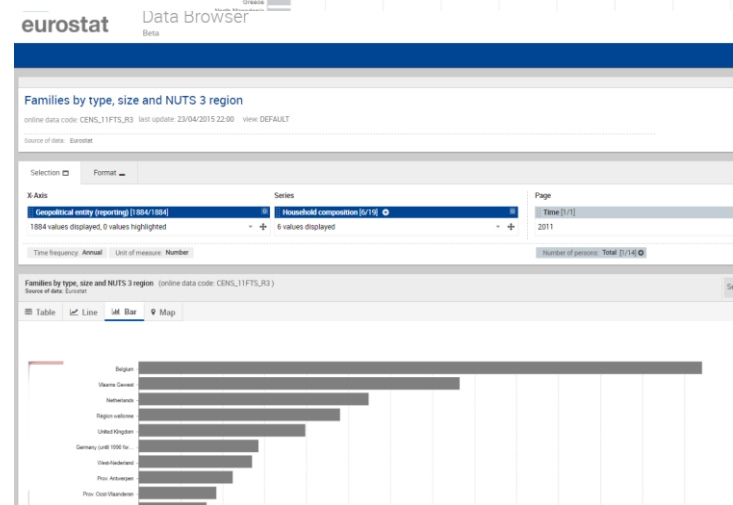 Greece
North Macedonia
eurostat
Data Browser
Beta
Families by type, size and NUTS 3 region
online data code: CENS_11FTS_R3 last update: 23/04/2015 22:00 view: DEFAULT
Source of data: Eurostat
Selection Format
X-Axis Series Page
Geopolitical entity (reporting) [1884/1884] Household composition [6/19] Time [1/1]
1884 values displayed, 0 values highlighted 6 values displayed 2011
Time frequency: Annual Unit of measure: Number Number of persons: Total [1/14]
Families by type, size and NUTS 3 region (online data code: CENS_11FTS_R3 )
Source of data: Eurostat
Se
Table Line Bar Map
Belgium
Vlaams Gewest
Netherlands
Région wallonne
United Kingdom
Germany (until 1990 for...
West-Nederland
Prov. Antwerpen
Prov. Oost-Vlaanderen